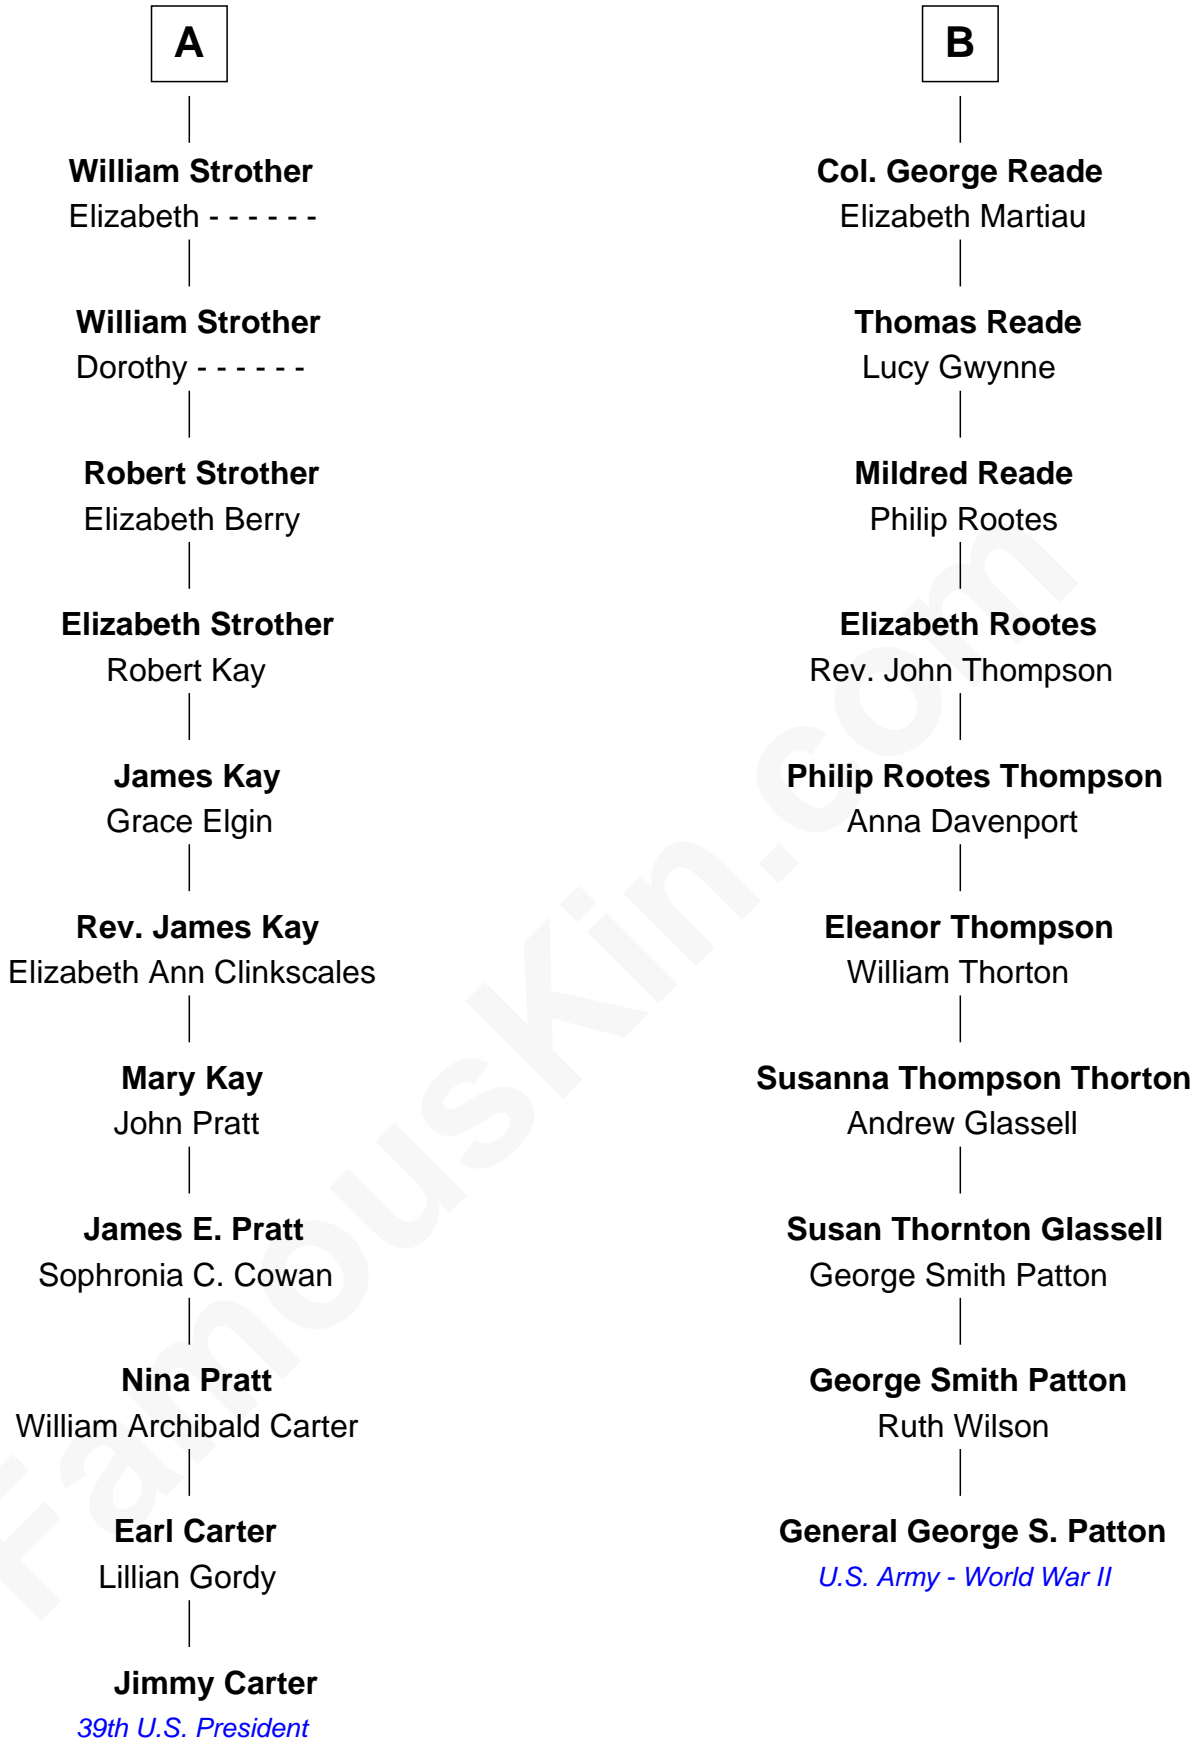 A
William Strother
Elizabeth - - - - - -
William Strother
Dorothy - - - - - -
Robert Strother
Elizabeth Berry
Elizabeth Strother
Robert Kay
James Kay
Grace Elgin
Rev. James Kay
Elizabeth Ann Clinkscales
Mary Kay
John Pratt
James E. Pratt
Sophronia C. Cowan
Nina Pratt
William Archibald Carter
Earl Carter
Lillian Gordy
Jimmy Carter
39th U.S. President
B
Col. George Reade
Elizabeth Martiau
Thomas Reade
Lucy Gwynne
Mildred Reade
Philip Rootes
Elizabeth Rootes
Rev. John Thompson
Philip Rootes Thompson
Anna Davenport
Eleanor Thompson
William Thorton
Susanna Thompson Thorton
Andrew Glassell
Susan Thornton Glassell
George Smith Patton
George Smith Patton
Ruth Wilson
General George S. Patton
U.S. Army - World War II
FamousKin.com